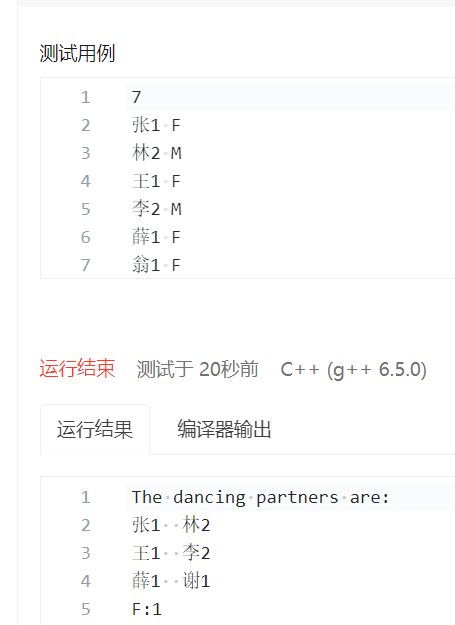 测试用例
1 7
2 张1 F
3 林2 M
4 王1 F
5 李2 M
6 薛1 F
7 翁1 F
运行结束 测试于 20秒前 C++ (g++ 6.5.0)
运行结果 编译器输出
1 The dancing partners are:
2 张1  林2
3 王1  李2
4 薛1  谢1
5 F:1